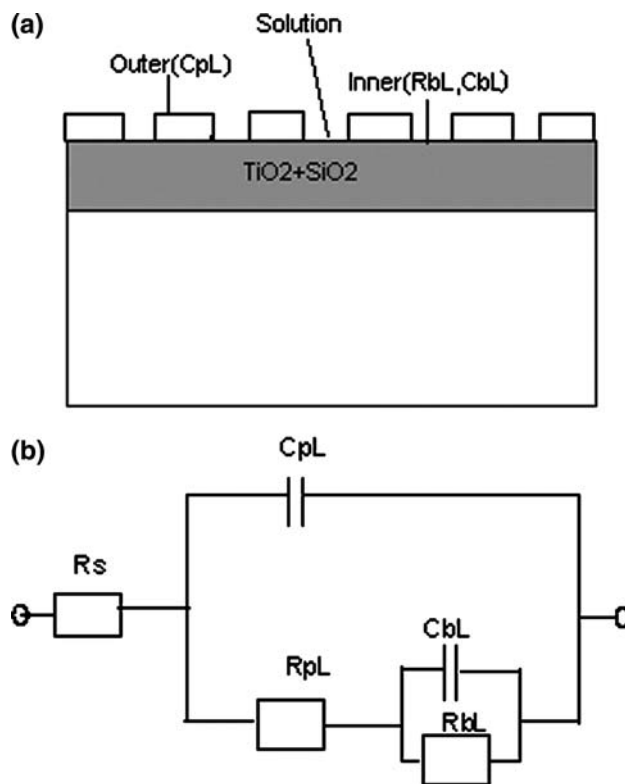 (a)
Solution
Outer(CpL)
Inner(RbL,CbL)
TiO2+SiO2
(b)
CpL
Rs
CbL
RpL
RbL